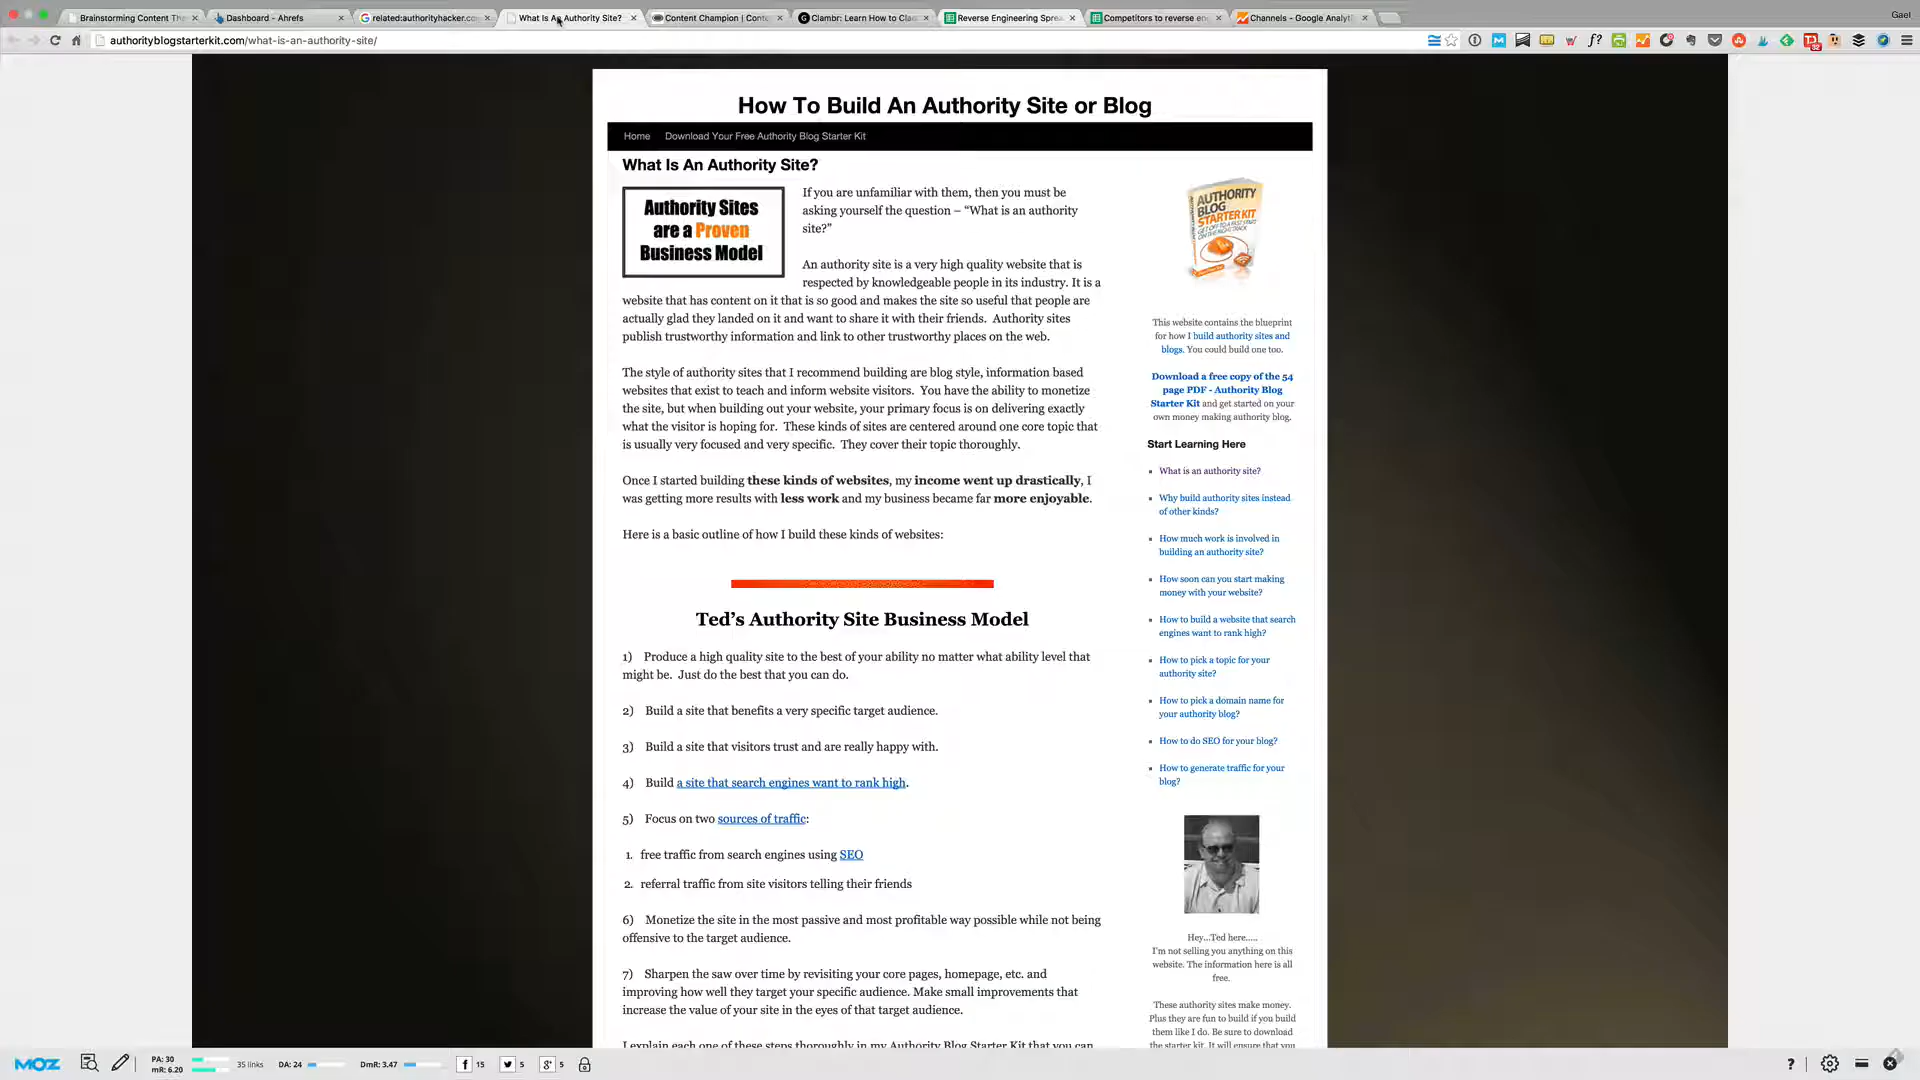 Brainstorming Content The
Dashboard - Ahrefs
related:authorityhacker.co
What Is An Authority Site?
Content Champion | Conte
Clambr: Learn How to Cla
Reverse Engineering Sprea
Competitors to reverse en
Channels - Google Analyti
Gael
authorityblogstarterkit.com/what-is-an-authority-site/
How To Build An Authority Site or Blog
Home Download Your Free Authority Blog Starter Kit
What Is An Authority Site?
Authority Sites
are a Proven
Business Model
If you are unfamiliar with them, then you must be
asking yourself the question – “What is an authority
site?”
An authority site is a very high quality website that is
respected by knowledgeable people in its industry. It is a
website that has content on it that is so good and makes the site so useful that people are
actually glad they landed on it and want to share it with their friends.  Authority sites
publish trustworthy information and link to other trustworthy places on the web.
The style of authority sites that I recommend building are blog style, information based
websites that exist to teach and inform website visitors.  You have the ability to monetize
the site, but when building out your website, your primary focus is on delivering exactly
what the visitor is hoping for.  These kinds of sites are centered around one core topic that
is usually very focused and very specific.  They cover their topic thoroughly.
Once I started building these kinds of websites, my income went up drastically, I
was getting more results with less work and my business became far more enjoyable.
Here is a basic outline of how I build these kinds of websites:
Ted’s Authority Site Business Model
1)    Produce a high quality site to the best of your ability no matter what ability level that
might be.  Just do the best that you can do.
2)    Build a site that benefits a very specific target audience.
3)    Build a site that visitors trust and are really happy with.
4)    Build a site that search engines want to rank high.
5)    Focus on two sources of traffic:
1. free traffic from search engines using SEO
2. referral traffic from site visitors telling their friends
6)    Monetize the site in the most passive and most profitable way possible while not being
offensive to the target audience.
7)    Sharpen the saw over time by revisiting your core pages, homepage, etc. and
improving how well they target your specific audience. Make small improvements that
increase the value of your site in the eyes of that target audience.
I explain each one of these steps thoroughly in my Authority Blog Starter Kit that you can
AUTHORITY
BLOG
STARTER KIT
This website contains the blueprint
for how I build authority sites and
blogs. You could build one too.
Download a free copy of the 54
page PDF - Authority Blog
Starter Kit and get started on your
own money making authority blog.
Start Learning Here
What is an authority site?
Why build authority sites instead
of other kinds?
How much work is involved in
building an authority site?
How soon can you start making
money with your website?
How to build a website that search
engines want to rank high?
How to pick a topic for your
authority site?
How to pick a domain name for
your authority blog?
How to do SEO for your blog?
How to generate traffic for your
blog?
Hey...Ted here.....
I'm not selling you anything on this
website. The information here is all
free.
These authority sites make money.
Plus they are fun to build if you build
them like I do. Be sure to download
the starter kit. It will ensure that you
MOZ
PA: 30
mR: 6.20
35 links
DA: 24
DmR: 3.47
15
5
5
?